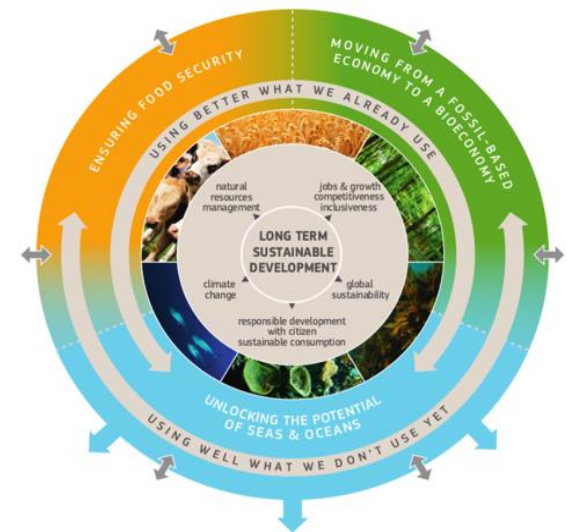 ENSURING FOOD SECURITY
MOVING FROM A FOSSIL-BASED
ECONOMY TO A BIOECONOMY
USING BETTER WHAT WE ALREADY USE
natural
resources
management
jobs & growth
competitiveness
inclusiveness
LONG TERM
SUSTAINABLE
DEVELOPMENT
climate
change
global
sustainability
responsible development
with citizen
sustainable consumption
UNLOCKING THE POTENTIAL
OF SEAS & OCEANS
USING WELL WHAT WE DON'T USE YET